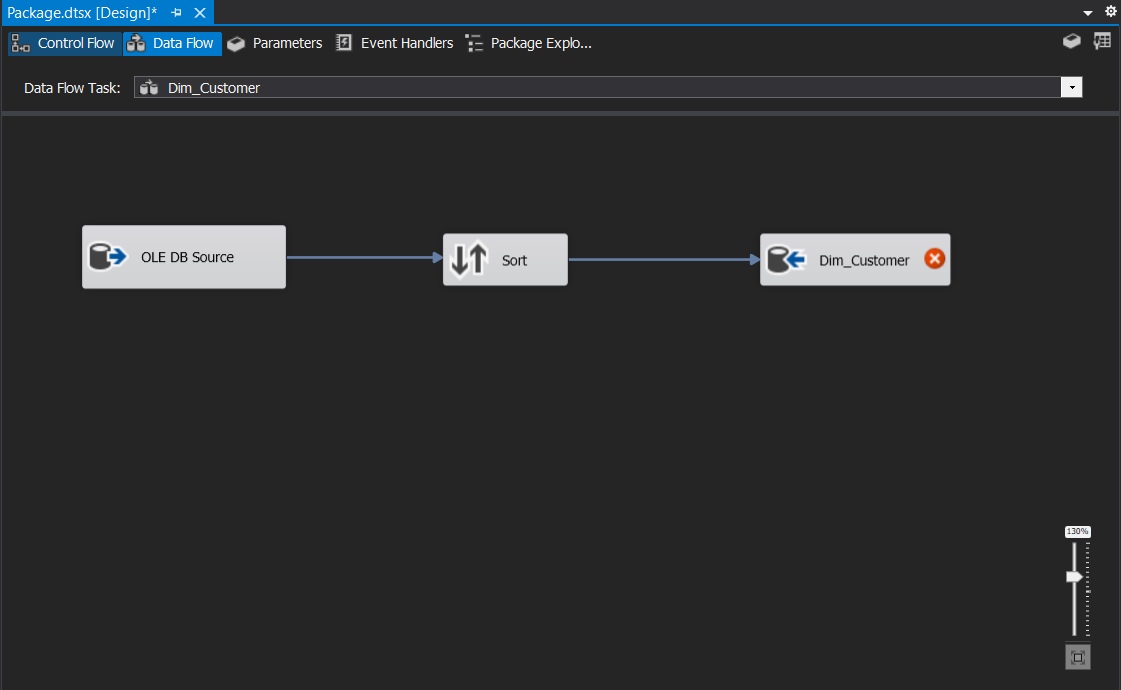 Package.dtsx [Design]*
Control Flow Data Flow Parameters Event Handlers Package Explo...
Data Flow Task: Dim_Customer
OLE DB Source
Sort
Dim_Customer
130%